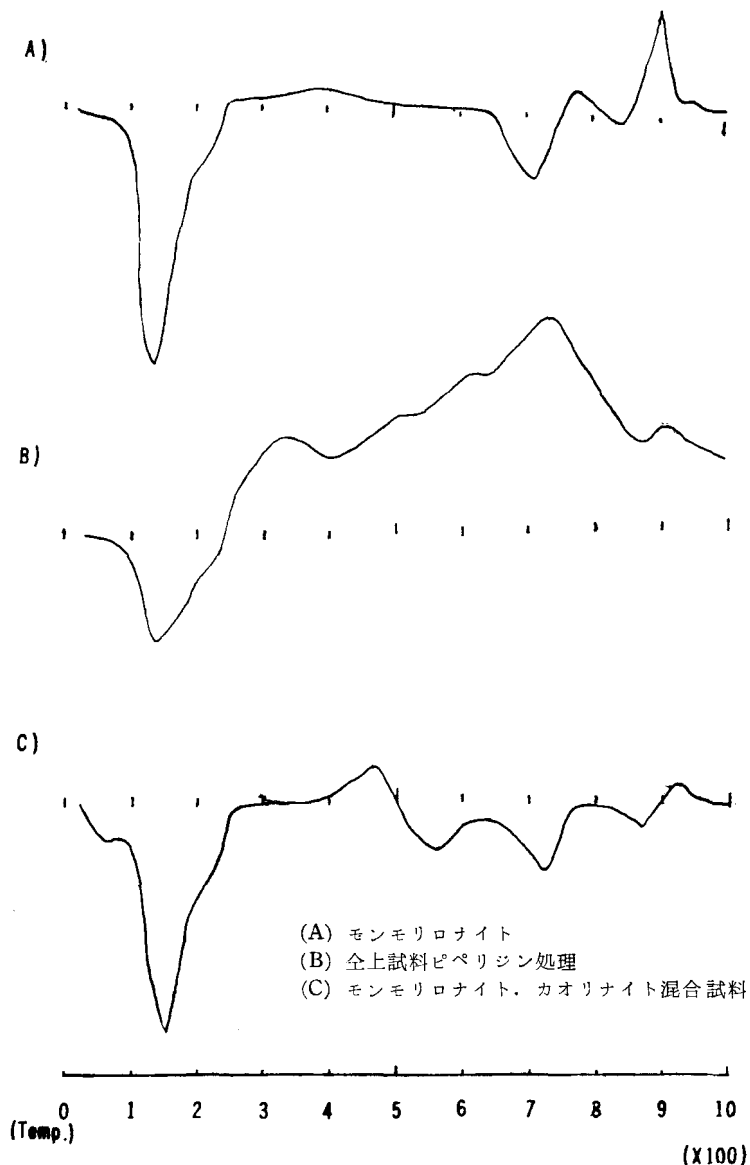 A)
B)
C)
(A) モンモリロナイト
(B) 仝上試料ピペリジン処理
(C) モンモリロナイト．カオリナイト混合試料
0 1 2 3 4 5 6 7 8 9 10
(Temp.)
(X100)